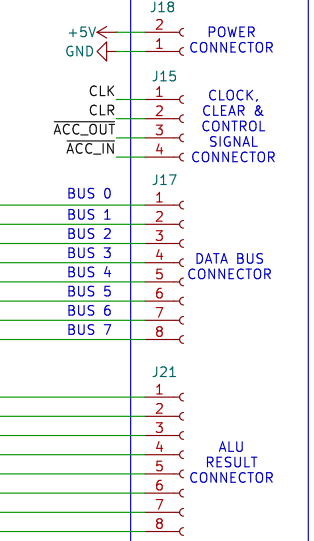 J18
+5V 2 POWER
GND 1 CONNECTOR
J15
CLK 1 CLOCK,
CLR 2 CLEAR &
ACC_OUT 3 CONTROL
SIGNAL
ACC_IN 4 CONNECTOR
J17
BUS 0 1
BUS 1 2
BUS 2 3
BUS 3 4 DATA BUS
BUS 4 5 CONNECTOR
BUS 5 6
BUS 6 7
BUS 7 8
J21
1
2
3
4 ALU
5 RESULT
6 CONNECTOR
7
8